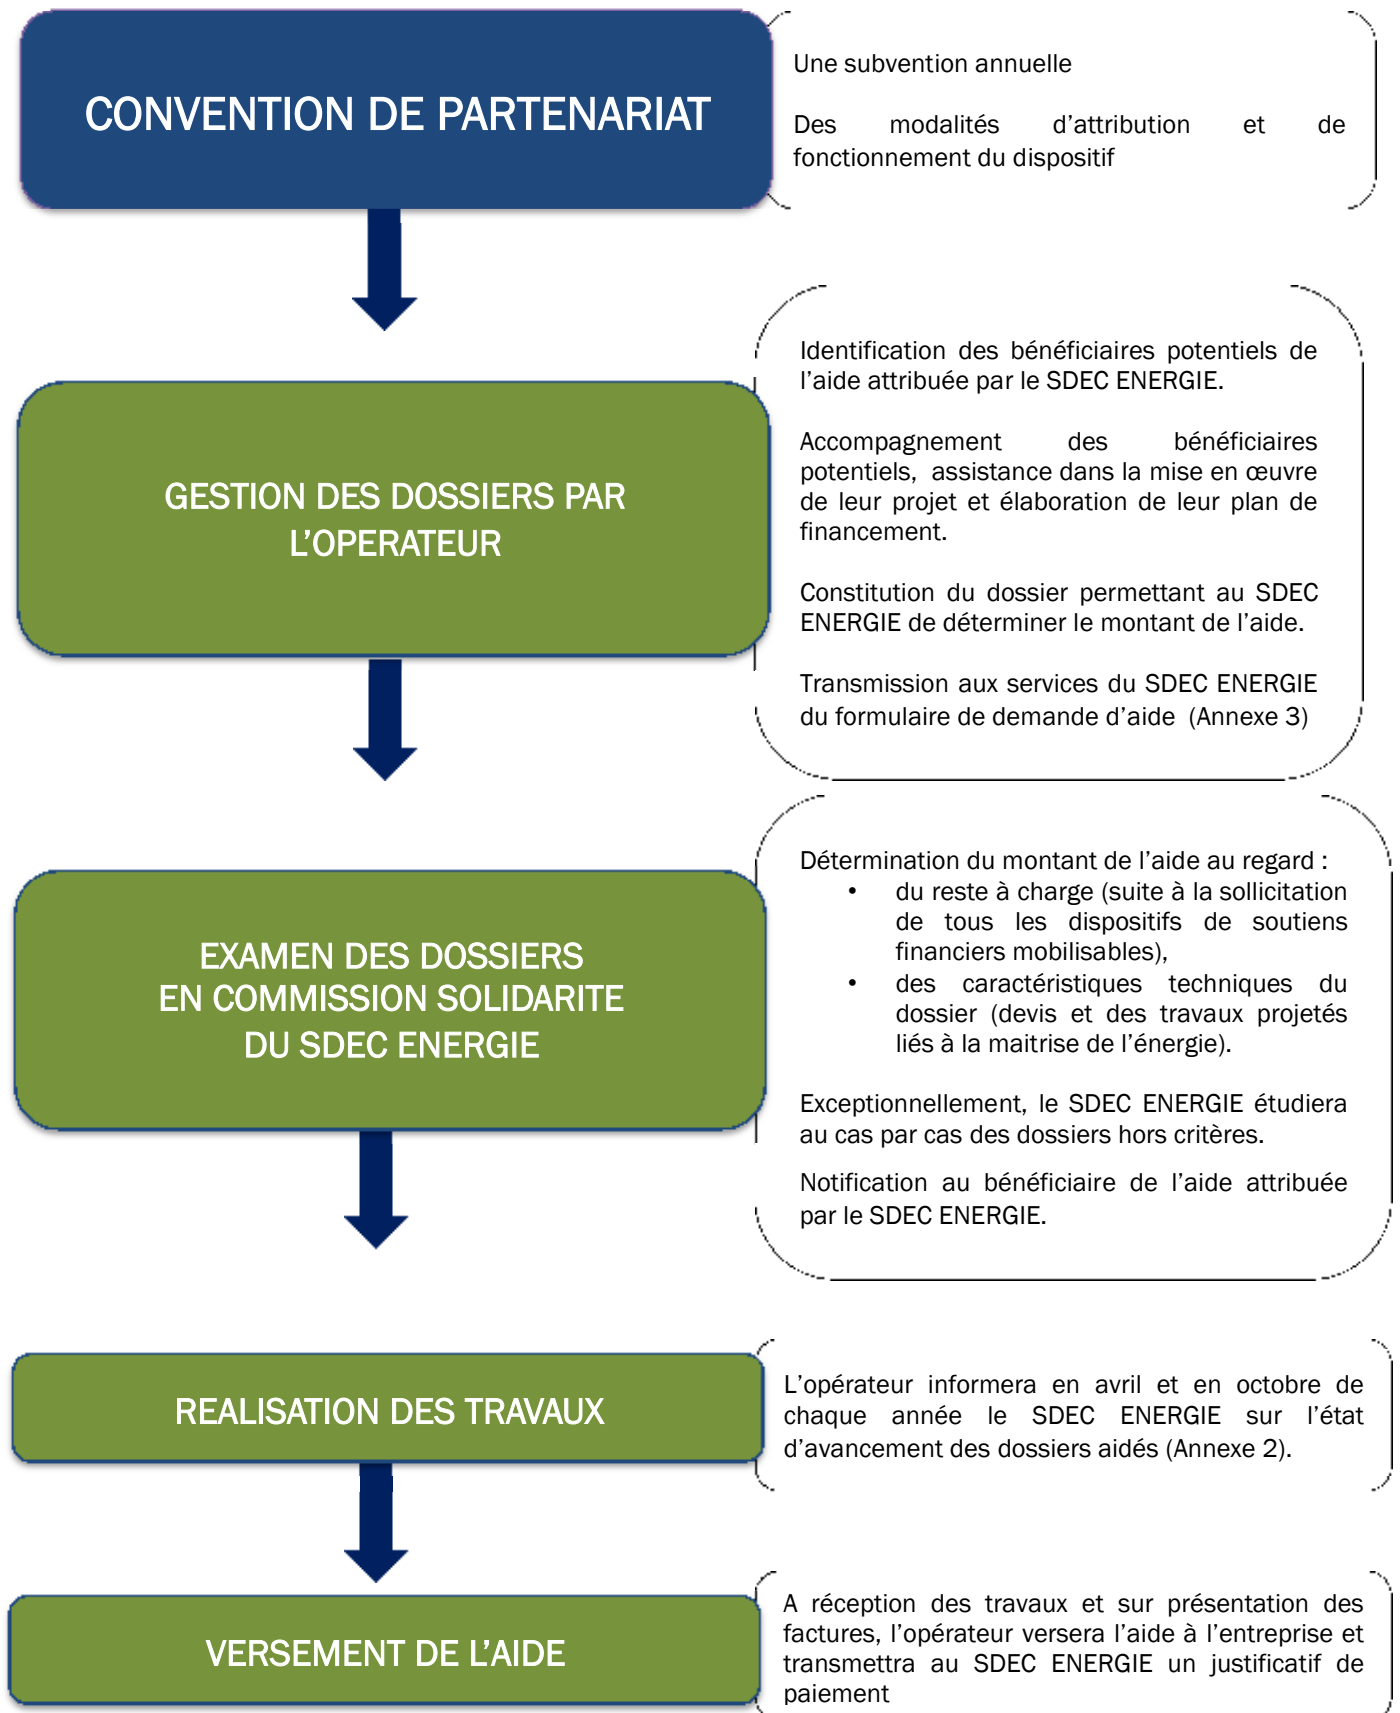 CONVENTION DE PARTENARIAT
Une subvention annuelle
Des modalités d'attribution et de
fonctionnement du dispositif
GESTION DES DOSSIERS PAR
L'OPERATEUR
Identification des bénéficiaires potentiels de
l'aide attribuée par le SDEC ENERGIE.
Accompagnement des bénéficiaires
potentiels, assistance dans la mise en œuvre
de leur projet et élaboration de leur plan de
financement.
Constitution du dossier permettant au SDEC
ENERGIE de déterminer le montant de l'aide.
Transmission aux services du SDEC ENERGIE
du formulaire de demande d'aide (Annexe 3)
EXAMEN DES DOSSIERS
EN COMMISSION SOLIDARITE
DU SDEC ENERGIE
Détermination du montant de l'aide au regard :
• du reste à charge (suite à la sollicitation
de tous les dispositifs de soutiens
financiers mobilisables),
• des caractéristiques techniques du
dossier (devis et des travaux projetés
liés à la maitrise de l'énergie).
Exceptionnellement, le SDEC ENERGIE étudiera
au cas par cas des dossiers hors critères.
Notification au bénéficiaire de l'aide attribuée
par le SDEC ENERGIE.
REALISATION DES TRAVAUX
L'opérateur informera en avril et en octobre de
chaque année le SDEC ENERGIE sur l'état
d'avancement des dossiers aidés (Annexe 2).
VERSEMENT DE L'AIDE
A réception des travaux et sur présentation des
factures, l'opérateur versera l'aide à l'entreprise et
transmettra au SDEC ENERGIE un justificatif de
paiement